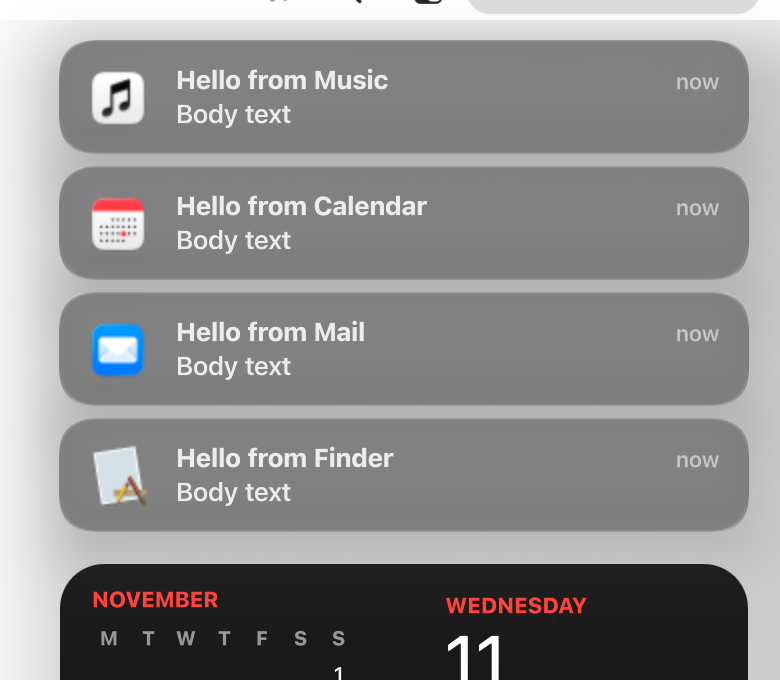 Hello from Music
now
Body text
Hello from Calendar
now
Body text
Hello from Mail
now
Body text
Hello from Finder
now
Body text
NOVEMBER
M T W T F S S
1
WEDNESDAY
11